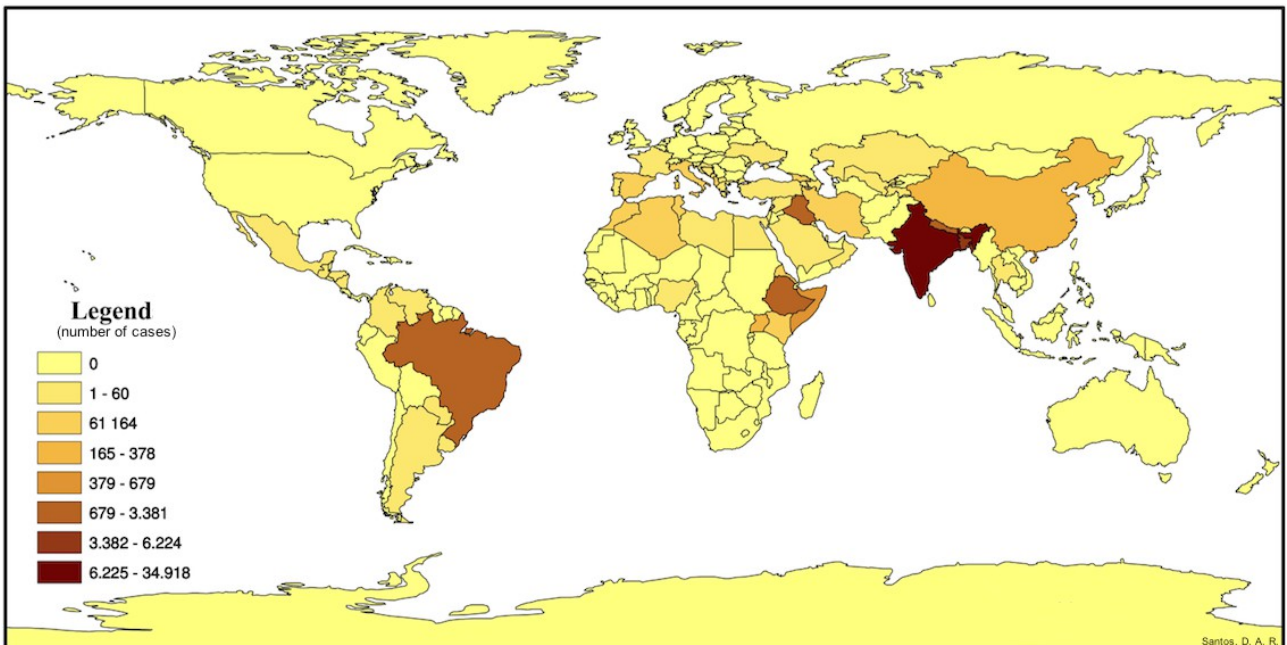 Legend
(number of cases)
0
1 - 60
61 164
165 - 378
379 - 679
679 - 3.381
3.382 - 6.224
6.225 - 34.918
Santos, D. A. R.